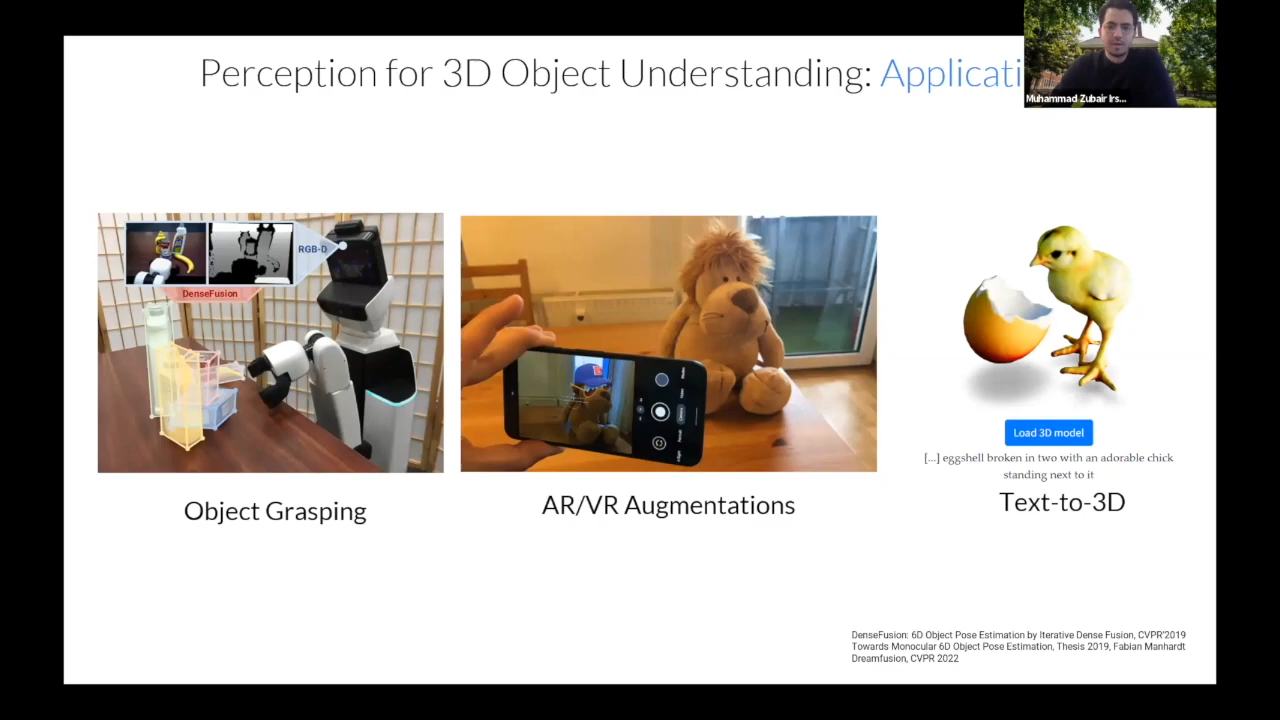 Perception for 3D Object Understanding: Applicati
Muhammad Zubair Irs...
RGB-D
DenseFusion
Load 3D model
[...] eggshell broken in two with an adorable chick
standing next to it
Object Grasping
AR/VR Augmentations
Text-to-3D
DenseFusion: 6D Object Pose Estimation by Iterative Dense Fusion, CVPR'2019
Towards Monocular 6D Object Pose Estimation, Thesis 2019, Fabian Manhardt
Dreamfusion, CVPR 2022